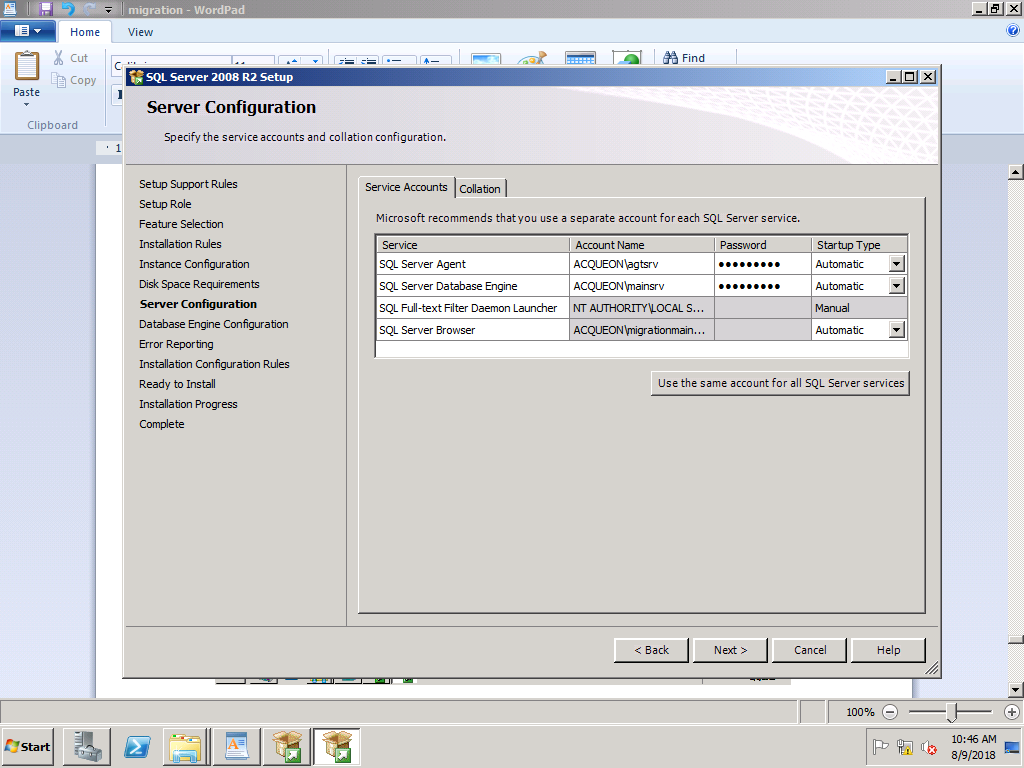 migration - WordPad
Home
View
Cut
Copy
Paste
Find
Clipboard
SQL Server 2008 R2 Setup
Server Configuration
Specify the service accounts and collation configuration.
Setup Support Rules
Setup Role
Feature Selection
Installation Rules
Instance Configuration
Disk Space Requirements
Server Configuration
Database Engine Configuration
Error Reporting
Installation Configuration Rules
Ready to Install
Installation Progress
Complete
Service Accounts
Collation
Microsoft recommends that you use a separate account for each SQL Server service.
Service Account Name Password Startup Type
SQL Server Agent ACQUEON\agtsrv ●●●●●●●●● Automatic
SQL Server Database Engine ACQUEON\mainsrv ●●●●●●●●● Automatic
SQL Full-text Filter Daemon Launcher NT AUTHORITY\LOCAL S... Manual
SQL Server Browser ACQUEON\migrationmain... Automatic
Use the same account for all SQL Server services
< Back
Next >
Cancel
Help
100%
Start
10:46 AM
8/9/2018